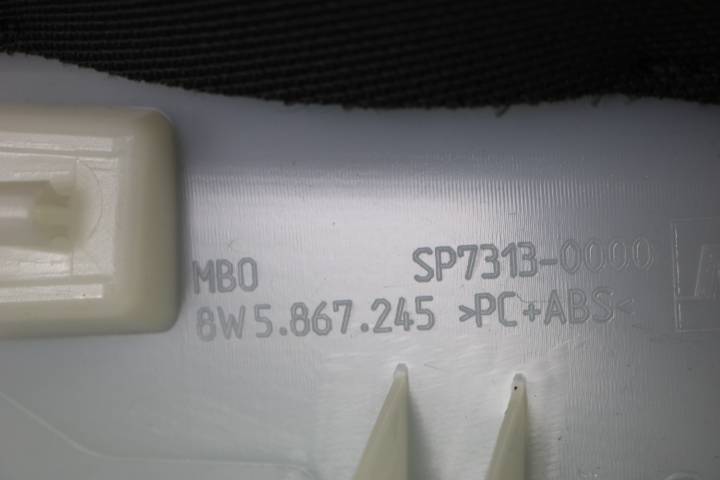 MBO SP7313-0000
8W5.867.245 >PC+ABS<